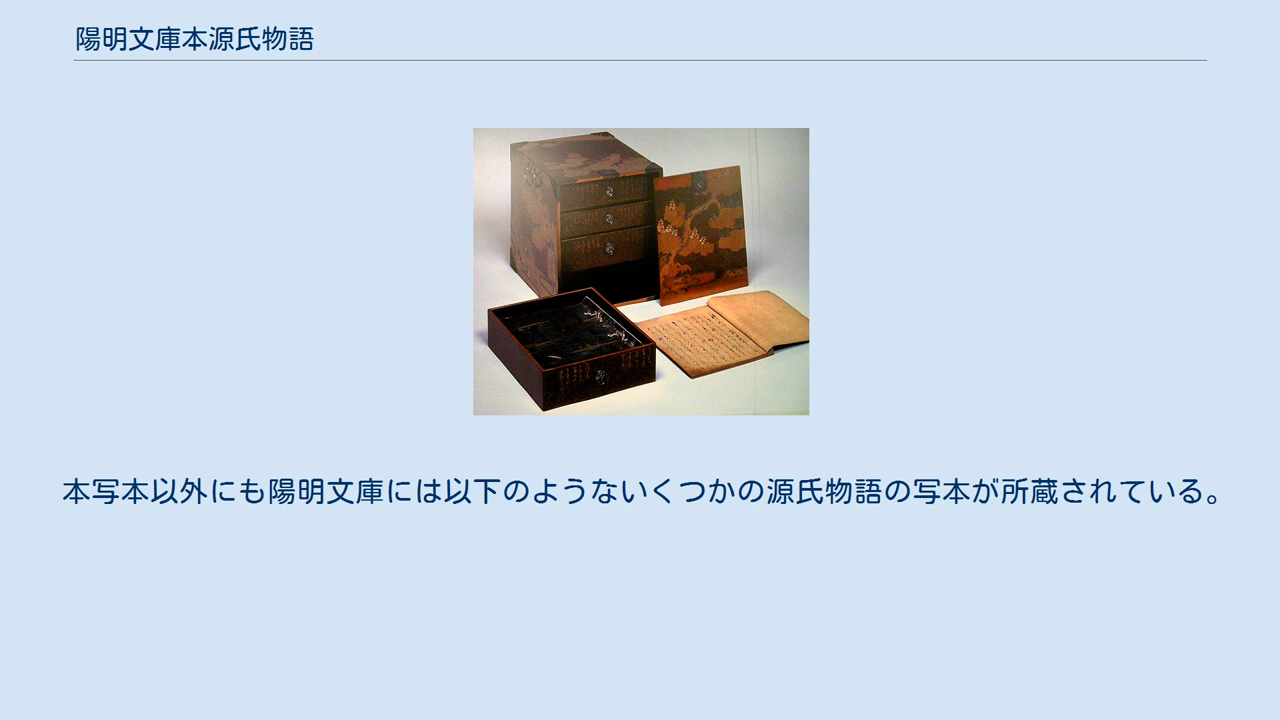 陽明文庫本源氏物語
本写本以外にも陽明文庫には以下のようないくつかの源氏物語の写本が所蔵されている。